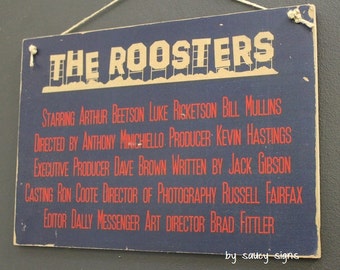 THE ROOSTERS
STARRING ARTHUR BEETSON LUKE RICKETSON BILL MULLINS
DIRECTED BY ANTHONY MINICHIELLO PRODUCER KEVIN HASTINGS
EXECUTIVE PRODUCER DAVE BROWN WRITTEN BY JACK GIBSON
CASTING RON COOTE DIRECTOR OF PHOTOGRAPHY RUSSELL FAIRFAX
EDITOR DALLY MESSENGER ART DIRECTOR BRAD FITTLER
by saucy signs